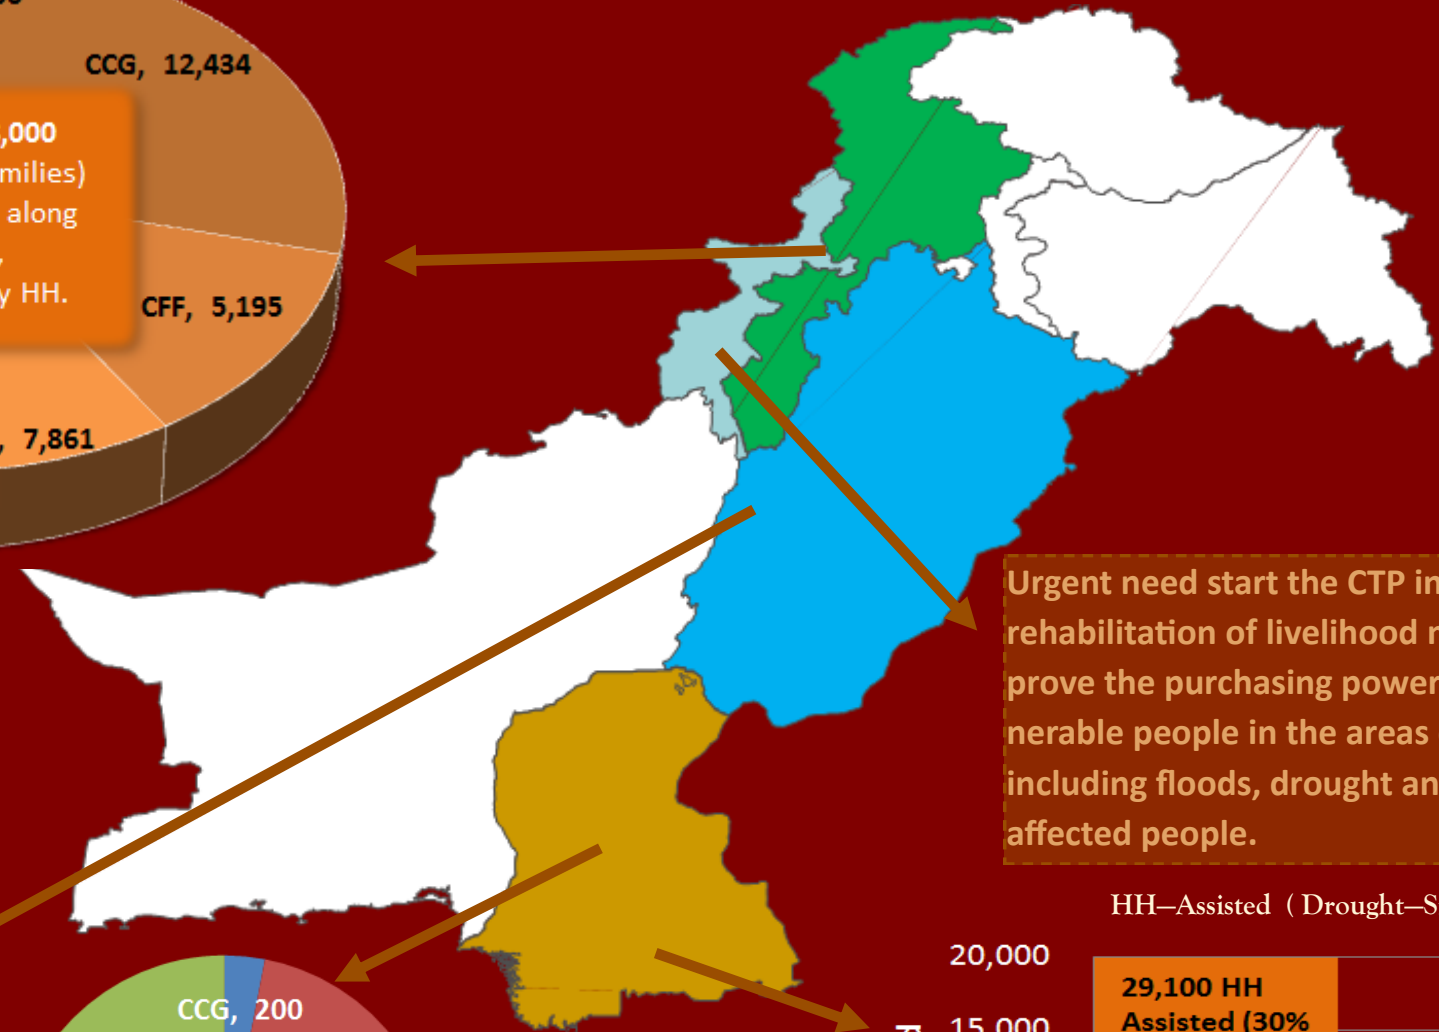 CCG, 12,434
,000
milies)
along
y HH.
CFF, 5,195
, 7,861
Urgent need start the CTP in
rehabilitation of livelihood
prove the purchasing power
nerable people in the areas
including floods, drought an
affected people.
HH—Assisted ( Drought—S
20,000
29,100 HH
Assisted (30%
15,000
CCG, 200